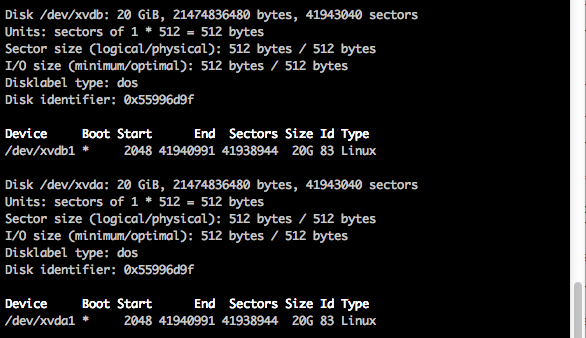 Disk /dev/xvdb: 20 GiB, 21474836480 bytes, 41943040 sectors
Units: sectors of 1 * 512 = 512 bytes
Sector size (logical/physical): 512 bytes / 512 bytes
I/O size (minimum/optimal): 512 bytes / 512 bytes
Disklabel type: dos
Disk identifier: 0x55996d9f
Device     Boot Start      End  Sectors Size Id Type
/dev/xvdb1 *     2048 41940991 41938944  20G 83 Linux
Disk /dev/xvda: 20 GiB, 21474836480 bytes, 41943040 sectors
Units: sectors of 1 * 512 = 512 bytes
Sector size (logical/physical): 512 bytes / 512 bytes
I/O size (minimum/optimal): 512 bytes / 512 bytes
Disklabel type: dos
Disk identifier: 0x55996d9f
Device     Boot Start      End  Sectors Size Id Type
/dev/xvda1 *     2048 41940991 41938944  20G 83 Linux